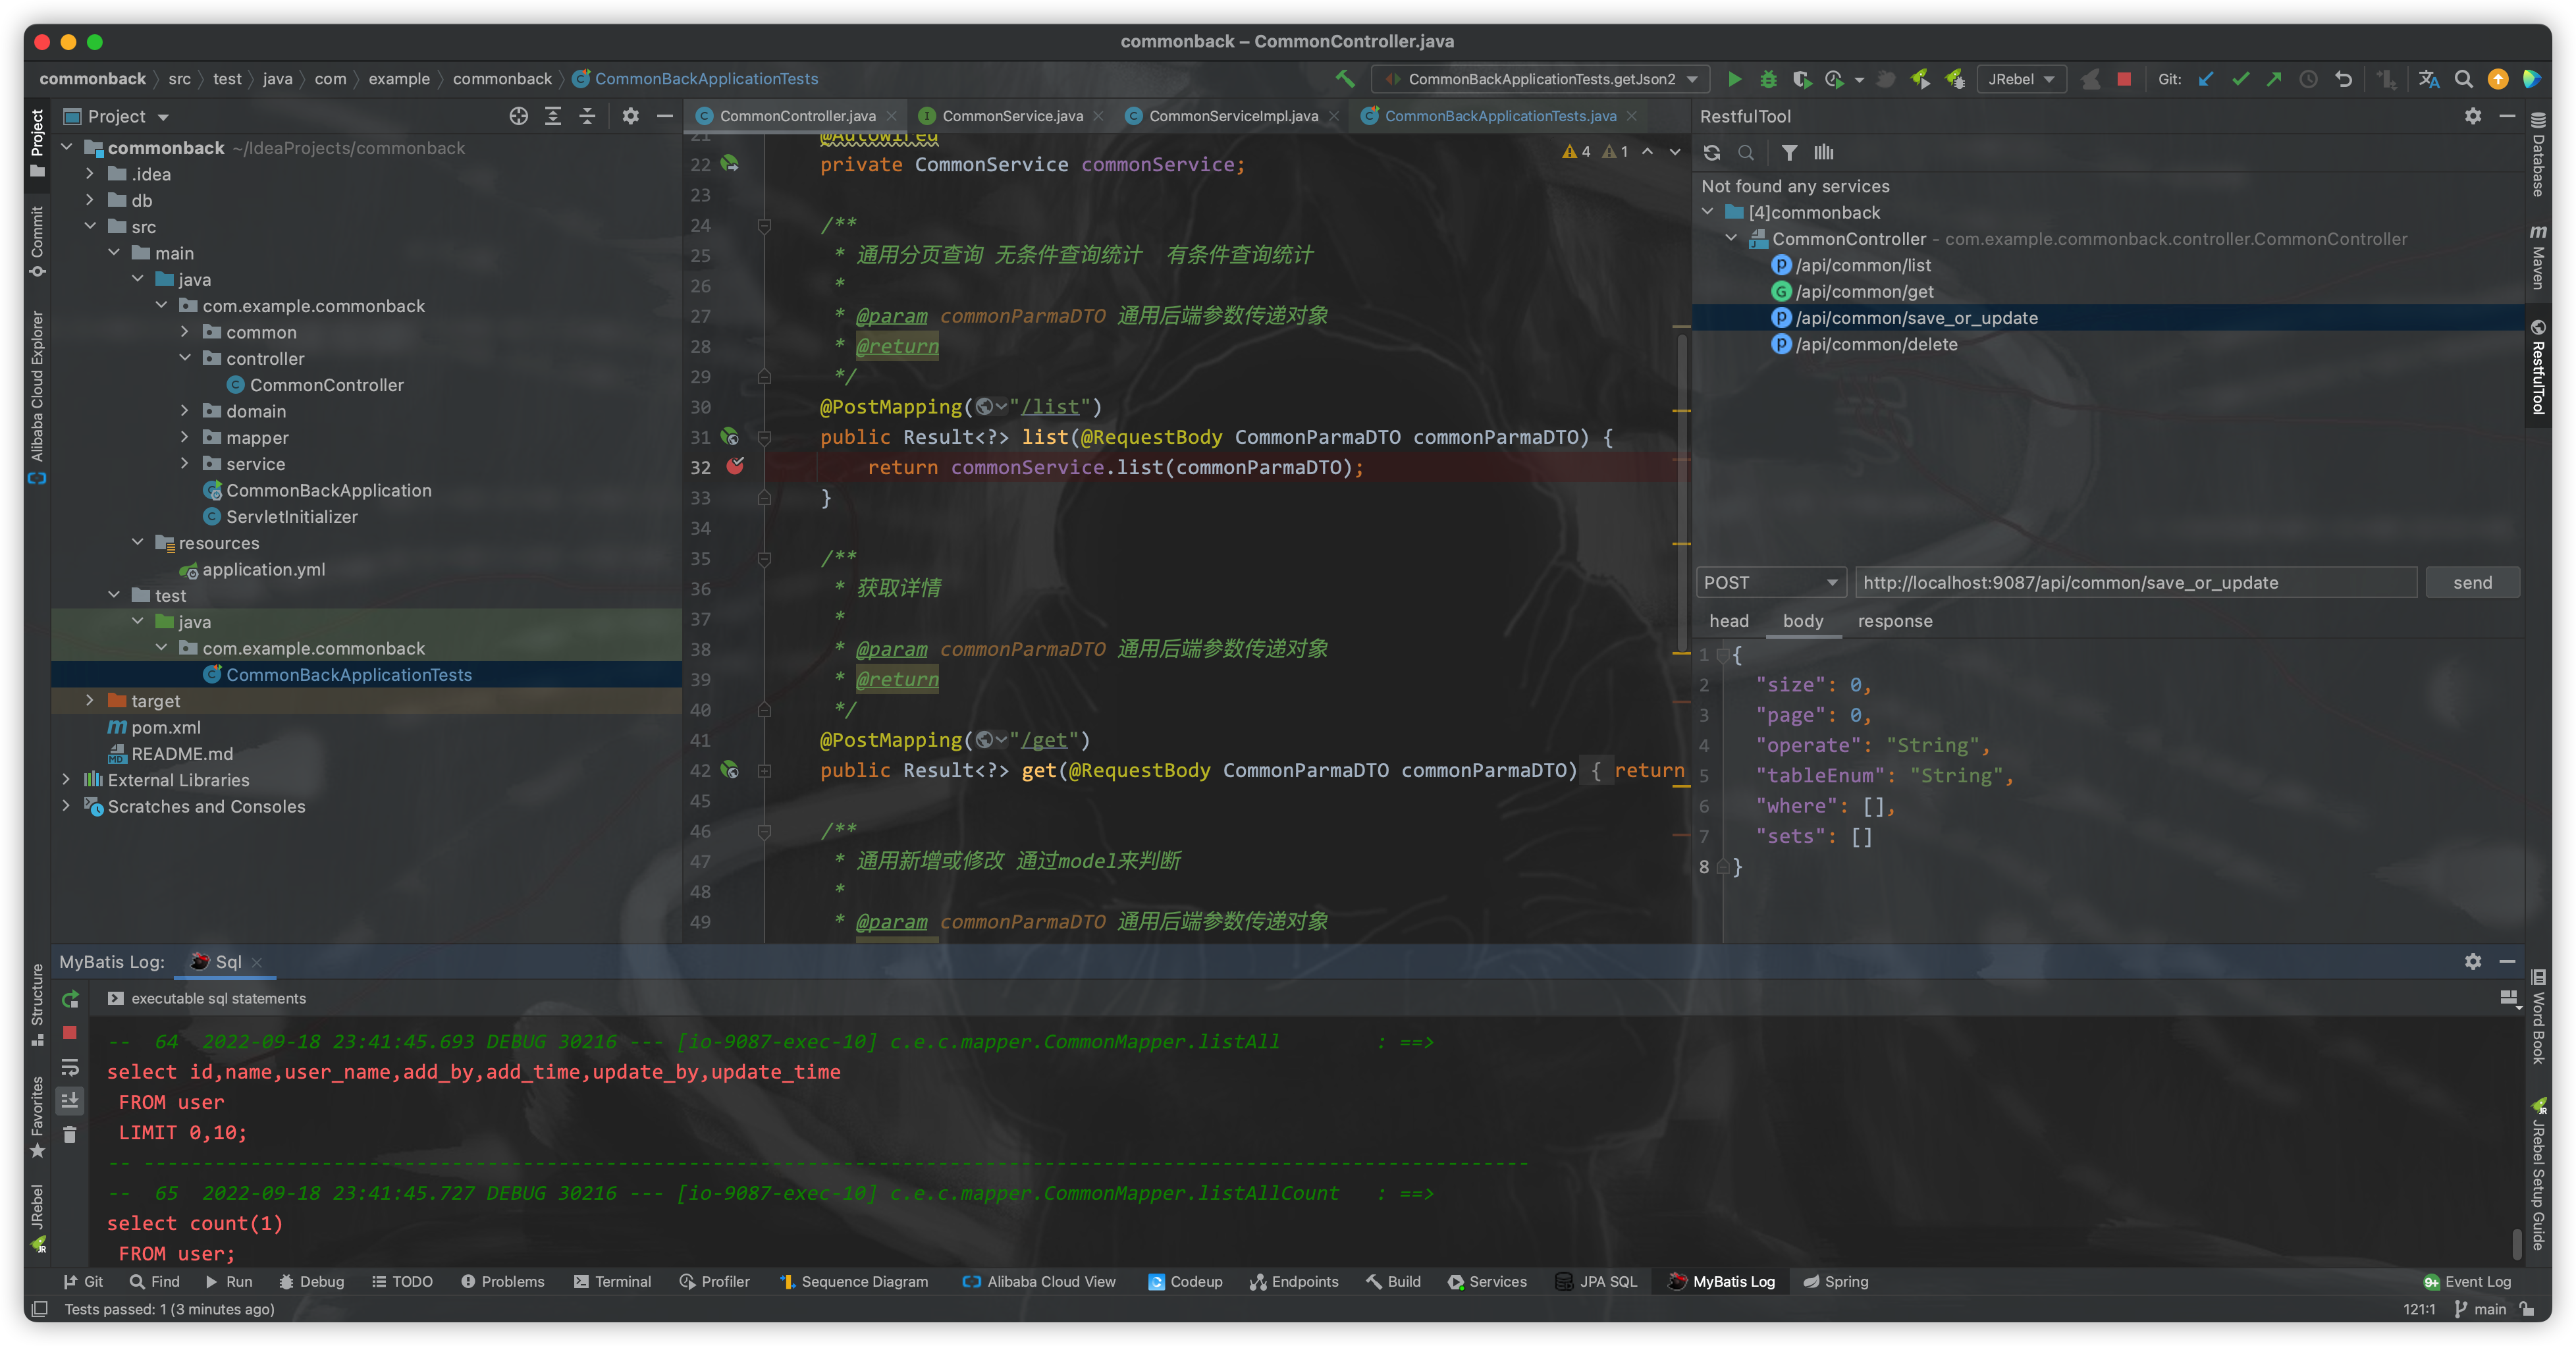 commonback – CommonController.java
commonback src test java com example commonback CommonBackApplicationTests
CommonBackApplicationTests.getJson2 JRebel Git:
Project
CommonController.java CommonService.java CommonServiceImpl.java CommonBackApplicationTests.java
RestfulTool
Project
Commit
Alibaba Cloud Explorer
Structure
Favorites
JRebel
commonback ~/IdeaProjects/commonback
.idea
db
src
main
java
com.example.commonback
common
controller
CommonController
domain
mapper
service
CommonBackApplication
ServletInitializer
resources
application.yml
test
java
com.example.commonback
CommonBackApplicationTests
target
pom.xml
README.md
External Libraries
Scratches and Consoles
4 1
21 @Autowired
22 private CommonService commonService;
23
24 /**
25 * 通用分页查询 无条件查询统计 有条件查询统计
26 *
27 * @param commonParmaDTO 通用后端参数传递对象
28 * @return
29 */
30 @PostMapping("/list")
31 public Result<?> list(@RequestBody CommonParmaDTO commonParmaDTO) {
32 return commonService.list(commonParmaDTO);
33 }
34
35 /**
36 * 获取详情
37 *
38 * @param commonParmaDTO 通用后端参数传递对象
39 * @return
40 */
41 @PostMapping("/get")
42 public Result<?> get(@RequestBody CommonParmaDTO commonParmaDTO) { return
45
46 /**
47 * 通用新增或修改 通过model来判断
48 *
49 * @param commonParmaDTO 通用后端参数传递对象
Not found any services
[4]commonback
CommonController - com.example.commonback.controller.CommonController
P /api/common/list
G /api/common/get
P /api/common/save_or_update
P /api/common/delete
POST http://localhost:9087/api/common/save_or_update send
head body response
1 {
2 "size": 0,
3 "page": 0,
4 "operate": "String",
5 "tableEnum": "String",
6 "where": [],
7 "sets": []
8 }
Database
Maven
RestfulTool
Word Book
JRebel Setup Guide
MyBatis Log: Sql
executable sql statements
-- 64 2022-09-18 23:41:45.693 DEBUG 30216 --- [io-9087-exec-10] c.e.c.mapper.CommonMapper.listAll : ==>
select id,name,user_name,add_by,add_time,update_by,update_time
FROM user
LIMIT 0,10;
-- ---------------------------------------------------------------------------------------------------------------------
-- 65 2022-09-18 23:41:45.727 DEBUG 30216 --- [io-9087-exec-10] c.e.c.mapper.CommonMapper.listAllCount : ==>
select count(1)
FROM user;
Git Find Run Debug TODO Problems Terminal Profiler Sequence Diagram Alibaba Cloud View Codeup Endpoints Build Services JPA SQL MyBatis Log Spring 9+ Event Log
Tests passed: 1 (3 minutes ago) 121:1 main